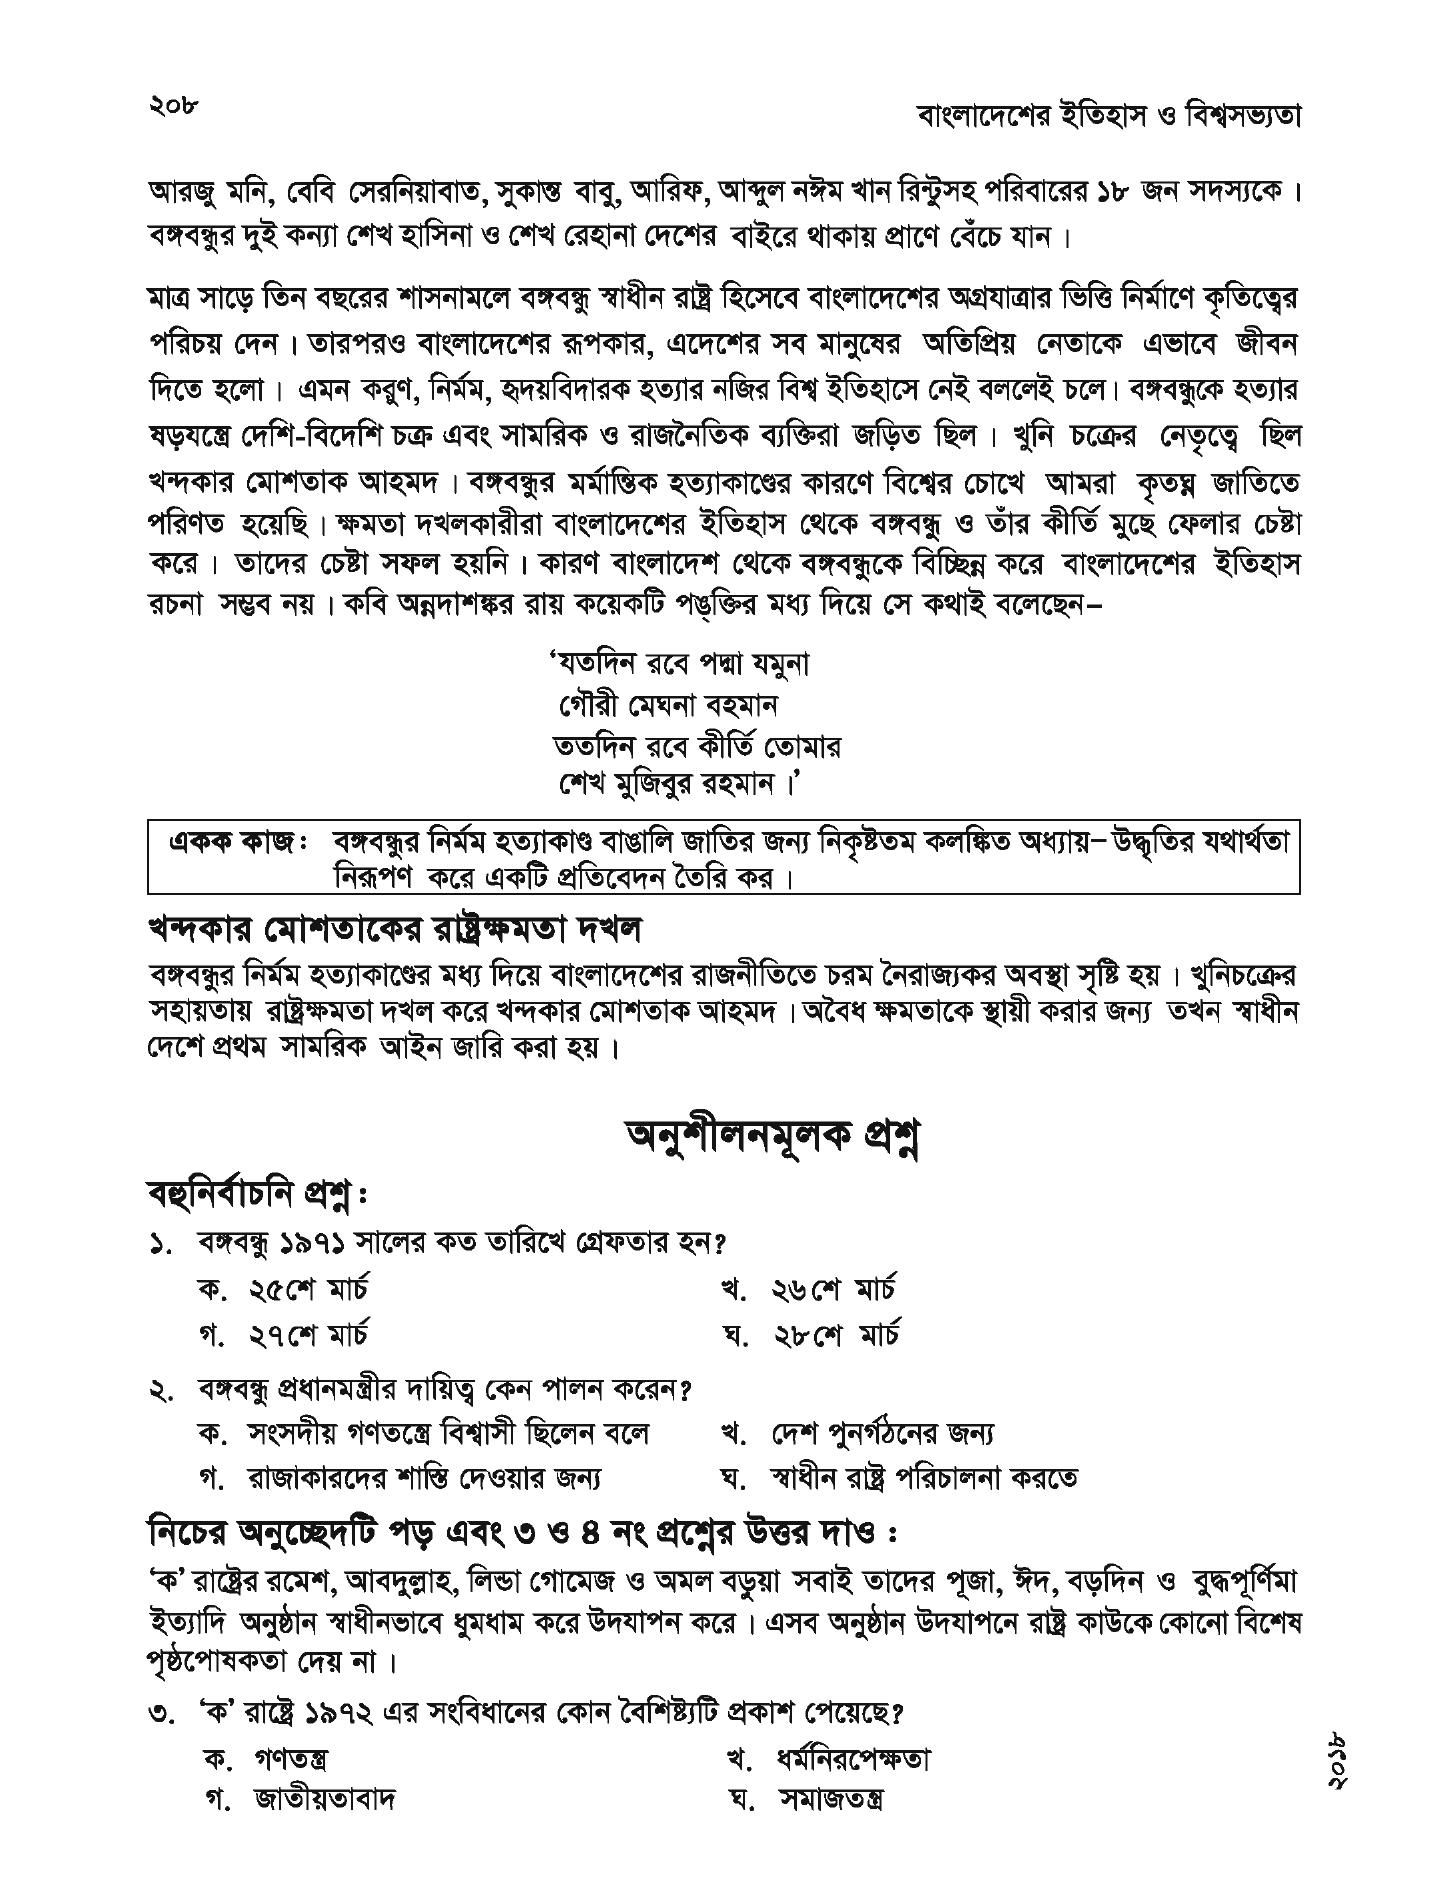 ২০৮
বাংলাদেশের ইতিহাস ও বিশ্বসভ্যতা
আরজু মনি, বেবি সেরনিয়াবাত, সুকান্ত বাবু, আরিফ, আব্দুল নঈম খান রিন্টুসহ পরিবারের ১৮ জন সদস্যকে।
বঙ্গবন্ধুর দুই কন্যা শেখ হাসিনা ও শেখ রেহানা দেশের বাইরে থাকায় প্রাণে বেঁচে যান।
মাত্র সাড়ে তিন বছরের শাসনামলে বঙ্গবন্ধু স্বাধীন রাষ্ট্র হিসেবে বাংলাদেশের অগ্রযাত্রার ভিত্তি নির্মাণে কৃতিত্বের
পরিচয় দেন। তারপরও বাংলাদেশের রূপকার, এদেশের সব মানুষের অতিপ্রিয় নেতাকে এভাবে জীবন
দিতে হলো। এমন করুণ, নির্মম, হৃদয়বিদারক হত্যার নজির বিশ্ব ইতিহাসে নেই বললেই চলে। বঙ্গবন্ধুকে হত্যার
ষড়যন্ত্রে দেশি-বিদেশি চক্র এবং সামরিক ও রাজনৈতিক ব্যক্তিরা জড়িত ছিল। খুনি চক্রের নেতৃত্বে ছিল
খন্দকার মোশতাক আহমদ। বঙ্গবন্ধুর মর্মান্তিক হত্যাকাণ্ডের কারণে বিশ্বের চোখে আমরা কৃতঘ্ন জাতিতে
পরিণত হয়েছি। ক্ষমতা দখলকারীরা বাংলাদেশের ইতিহাস থেকে বঙ্গবন্ধু ও তাঁর কীর্তি মুছে ফেলার চেষ্টা
করে। তাদের চেষ্টা সফল হয়নি। কারণ বাংলাদেশ থেকে বঙ্গবন্ধুকে বিচ্ছিন্ন করে বাংলাদেশের ইতিহাস
রচনা সম্ভব নয়। কবি অন্নদাশঙ্কর রায় কয়েকটি পঙ্‌ক্তির মধ্য দিয়ে সে কথাই বলেছেন–
‘যতদিন রবে পদ্মা যমুনা
গৌরী মেঘনা বহমান
ততদিন রবে কীর্তি তোমার
শেখ মুজিবুর রহমান।’
একক কাজ: বঙ্গবন্ধুর নির্মম হত্যাকাণ্ড বাঙালি জাতির জন্য নিকৃষ্টতম কলঙ্কিত অধ্যায়– উদ্ধৃতির যথার্থতা
নিরূপণ করে একটি প্রতিবেদন তৈরি কর।
খন্দকার মোশতাকের রাষ্ট্রক্ষমতা দখল
বঙ্গবন্ধুর নির্মম হত্যাকাণ্ডের মধ্য দিয়ে বাংলাদেশের রাজনীতিতে চরম নৈরাজ্যকর অবস্থা সৃষ্টি হয়। খুনিচক্রের
সহায়তায় রাষ্ট্রক্ষমতা দখল করে খন্দকার মোশতাক আহমদ। অবৈধ ক্ষমতাকে স্থায়ী করার জন্য তখন স্বাধীন
দেশে প্রথম সামরিক আইন জারি করা হয়।
অনুশীলনমূলক প্রশ্ন
বহুনির্বাচনি প্রশ্ন:
১. বঙ্গবন্ধু ১৯৭১ সালের কত তারিখে গ্রেফতার হন?
ক. ২৫শে মার্চ খ. ২৬শে মার্চ
গ. ২৭শে মার্চ ঘ. ২৮শে মার্চ
২. বঙ্গবন্ধু প্রধানমন্ত্রীর দায়িত্ব কেন পালন করেন?
ক. সংসদীয় গণতন্ত্রে বিশ্বাসী ছিলেন বলে খ. দেশ পুনর্গঠনের জন্য
গ. রাজাকারদের শাস্তি দেওয়ার জন্য ঘ. স্বাধীন রাষ্ট্র পরিচালনা করতে
নিচের অনুচ্ছেদটি পড় এবং ৩ ও ৪ নং প্রশ্নের উত্তর দাও :
‘ক’ রাষ্ট্রের রমেশ, আবদুল্লাহ, লিন্ডা গোমেজ ও অমল বড়ুয়া সবাই তাদের পূজা, ঈদ, বড়দিন ও বুদ্ধপূর্ণিমা
ইত্যাদি অনুষ্ঠান স্বাধীনভাবে ধুমধাম করে উদযাপন করে। এসব অনুষ্ঠান উদযাপনে রাষ্ট্র কাউকে কোনো বিশেষ
পৃষ্ঠপোষকতা দেয় না।
৩. ‘ক’ রাষ্ট্রে ১৯৭২ এর সংবিধানের কোন বৈশিষ্ট্যটি প্রকাশ পেয়েছে?
ক. গণতন্ত্র খ. ধর্মনিরপেক্ষতা
গ. জাতীয়তাবাদ ঘ. সমাজতন্ত্র
২০১৮